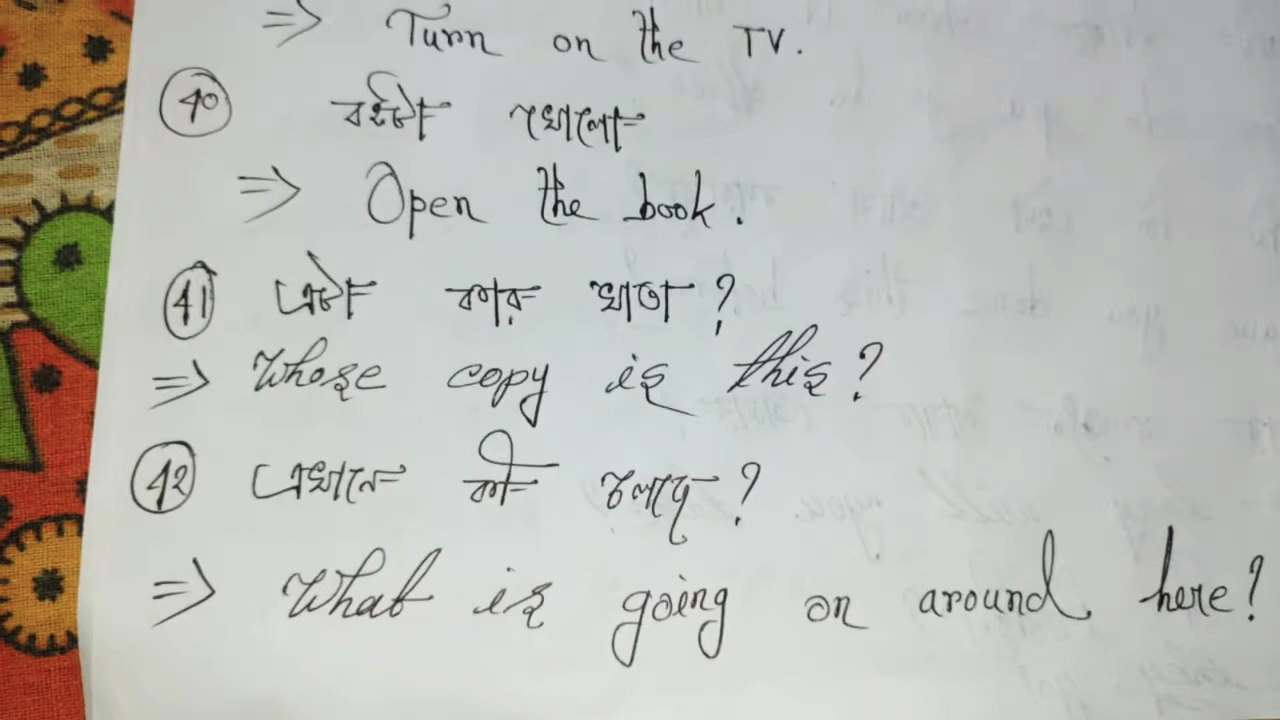 ⇒ Turn on the TV.
40 বইটা খোলো
⇒ Open the book.
41 এটা কার খাতা?
⇒ Whose copy is this?
42 এখানে কী চলছে?
⇒ What is going on around here?